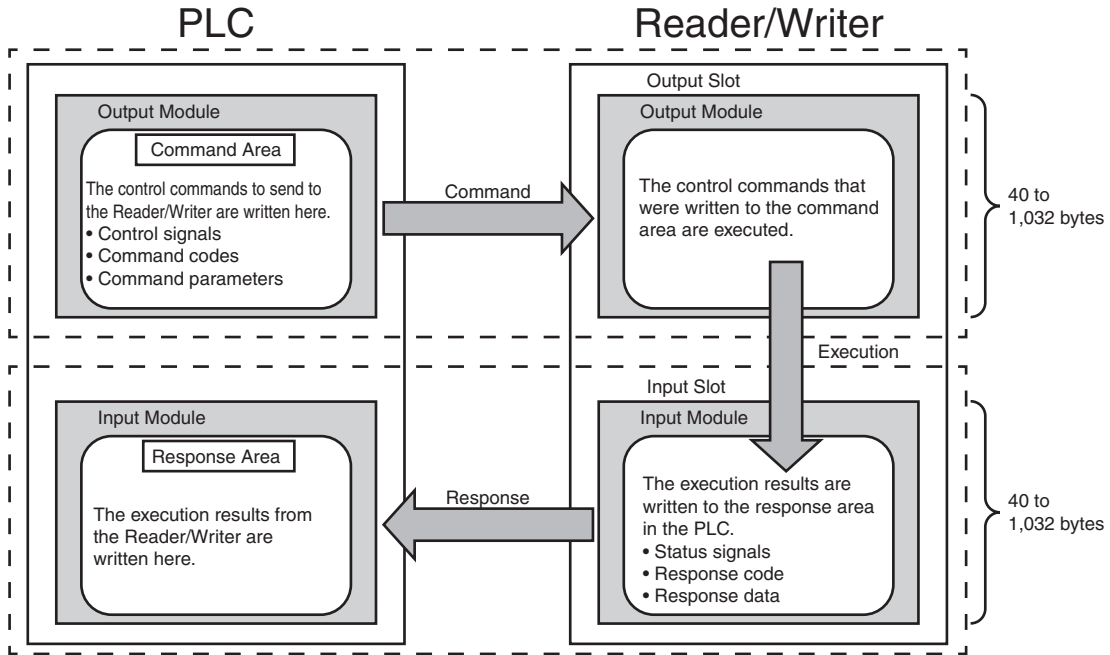 PLC
Reader/Writer
Output Slot
Output Module
Command Area
The control commands to send to
the Reader/Writer are written here.
• Control signals
• Command codes
• Command parameters
Command
Output Module
The control commands that
were written to the command
area are executed.
40 to
1,032 bytes
Execution
Input Slot
Input Module
Response Area
The execution results from
the Reader/Writer are
written here.
Response
Input Module
The execution results are
written to the response area
in the PLC.
• Status signals
• Response code
• Response data
40 to
1,032 bytes